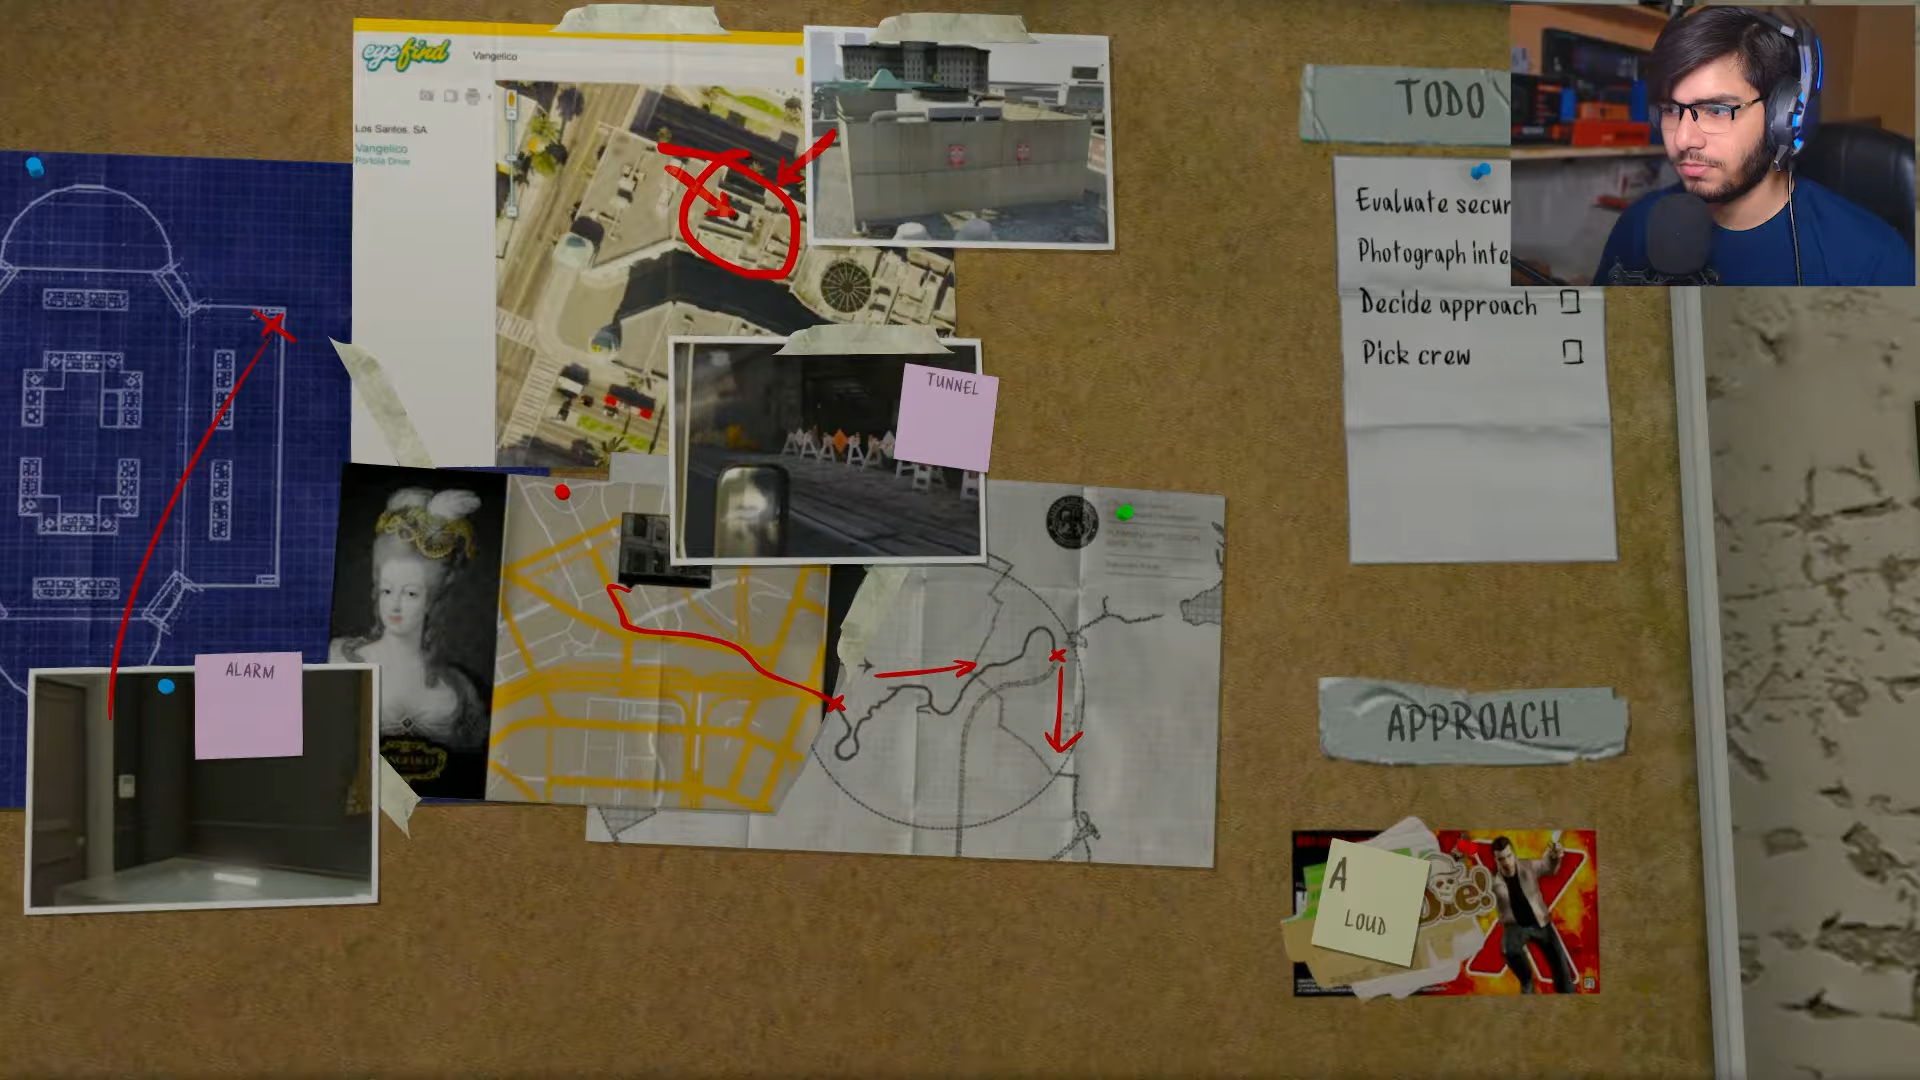 eyefind
Vangelico
Los Santos, SA
Vangelico
Portola Drive
TODO
Evaluate secur
Photograph inte
Decide approach
Pick crew
TUNNEL
ALARM
APPROACH
A
LOUD
Die!